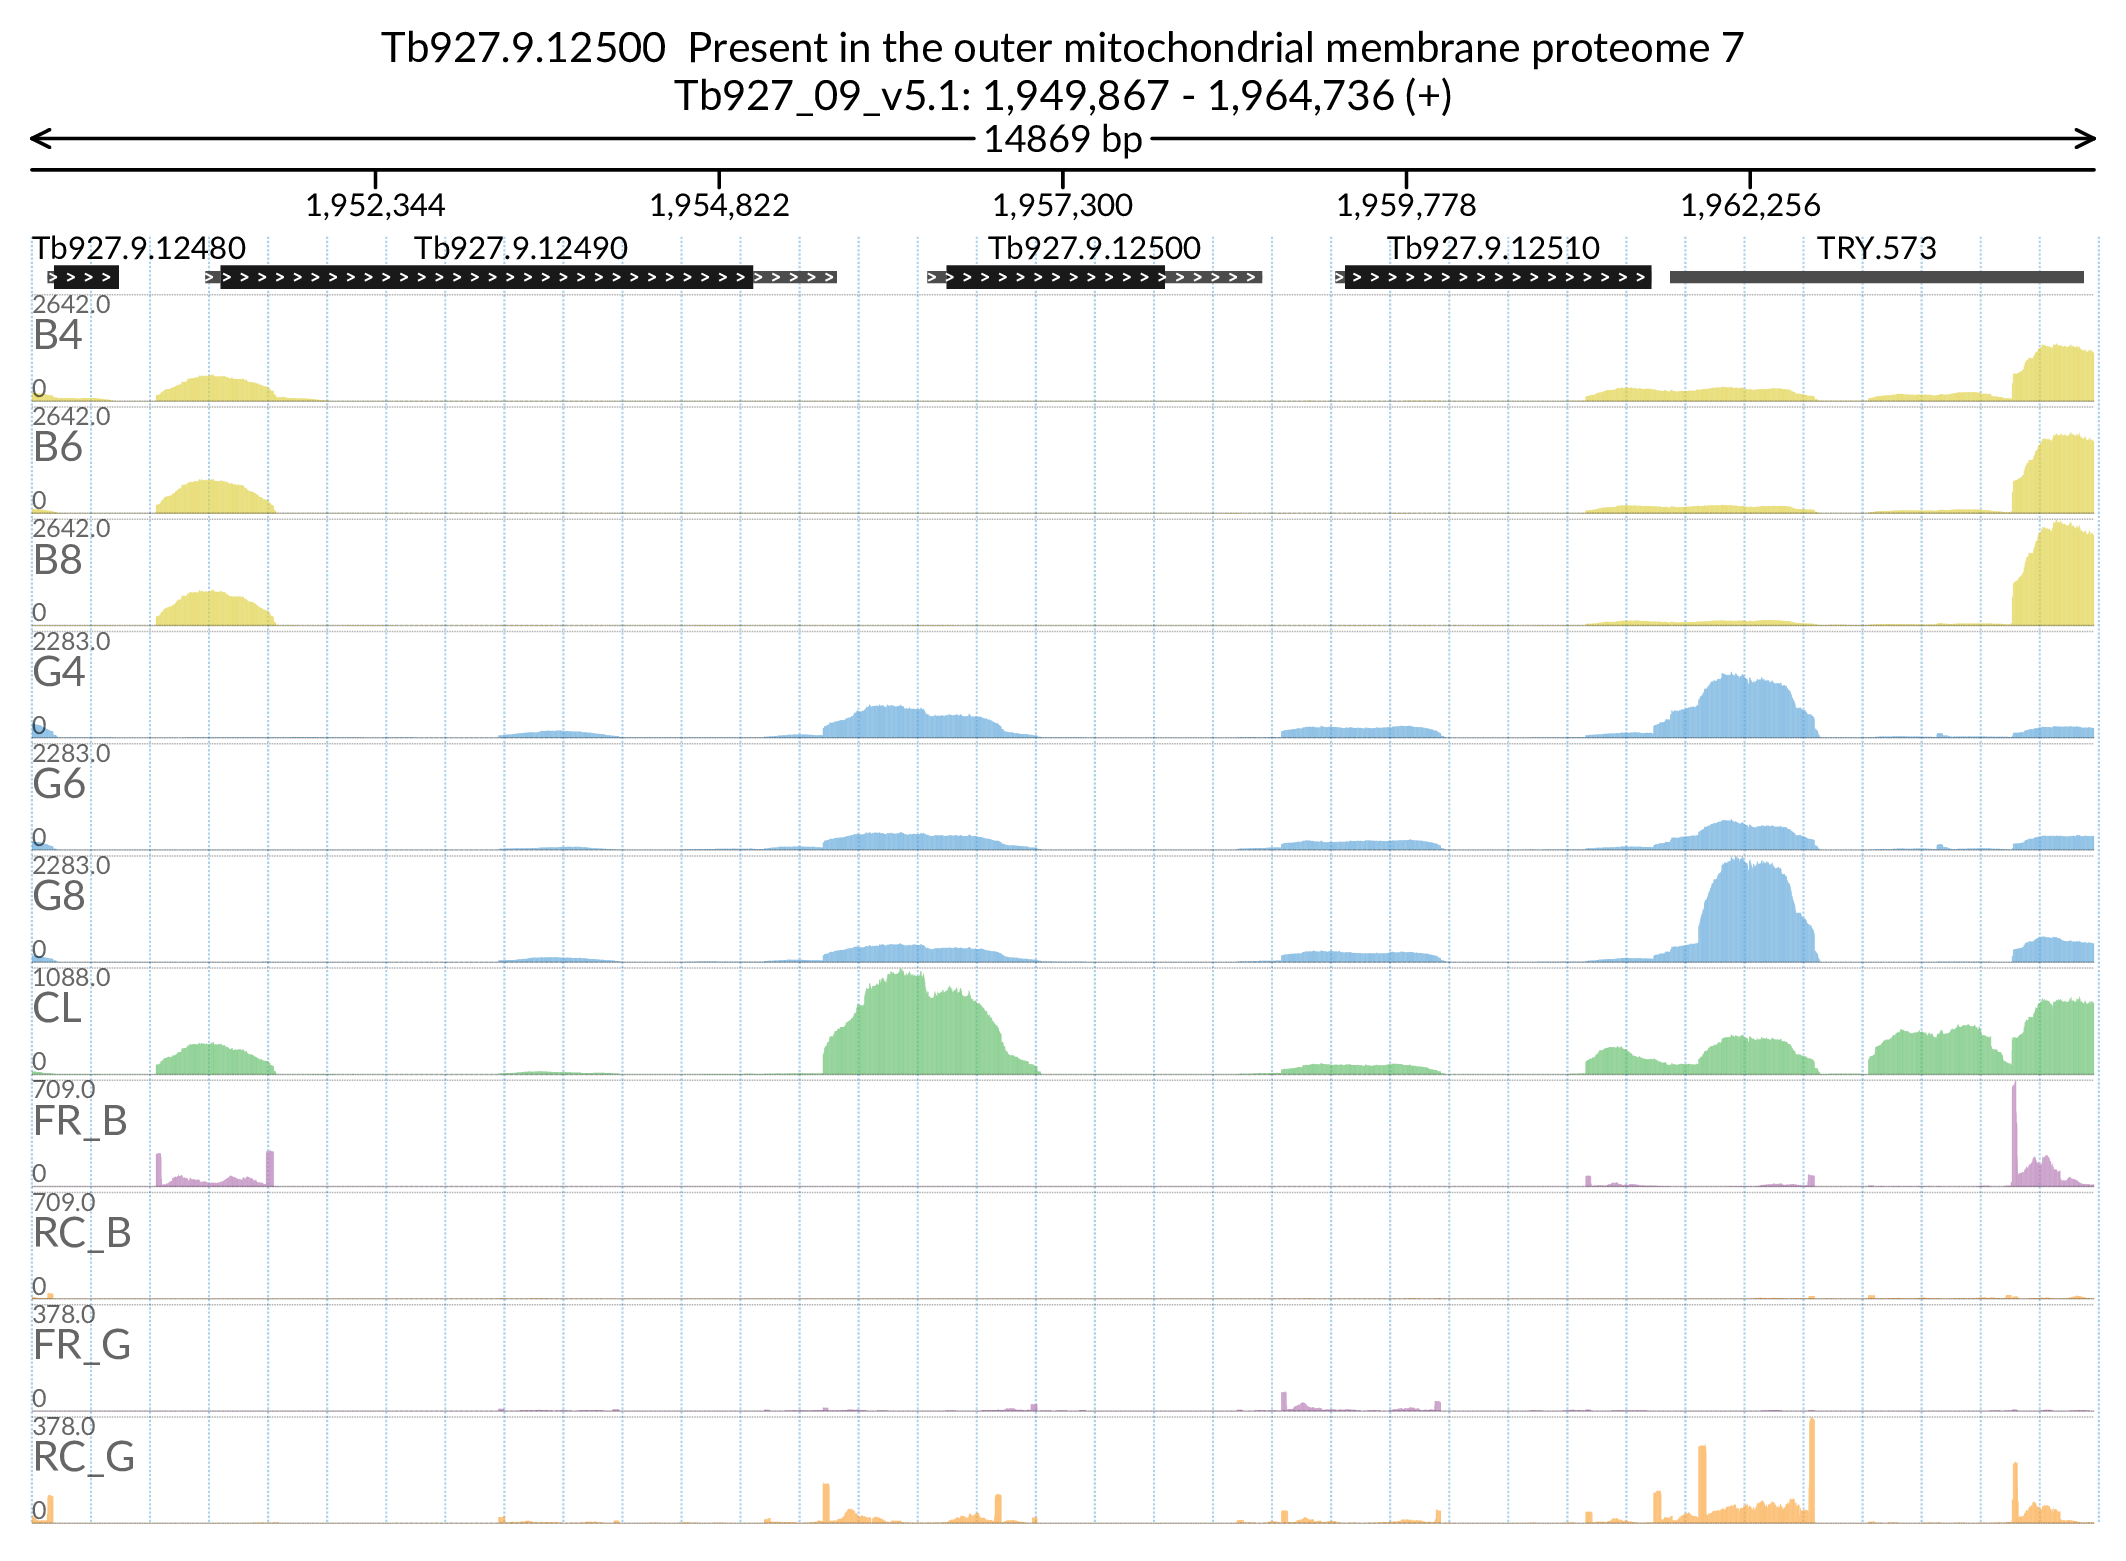 Tb927.9.12500  Present in the outer mitochondrial membrane proteome 7
Tb927_09_v5.1: 1,949,867 - 1,964,736 (+)
14869 bp
1,952,344 1,954,822 1,957,300 1,959,778 1,962,256
Tb927.9.12480 Tb927.9.12490 Tb927.9.12500 Tb927.9.12510 TRY.573
2642.0
B4
0
2642.0
B6
0
2642.0
B8
0
2283.0
G4
0
2283.0
G6
0
2283.0
G8
0
1088.0
CL
0
709.0
FR_B
0
709.0
RC_B
0
378.0
FR_G
0
378.0
RC_G
0